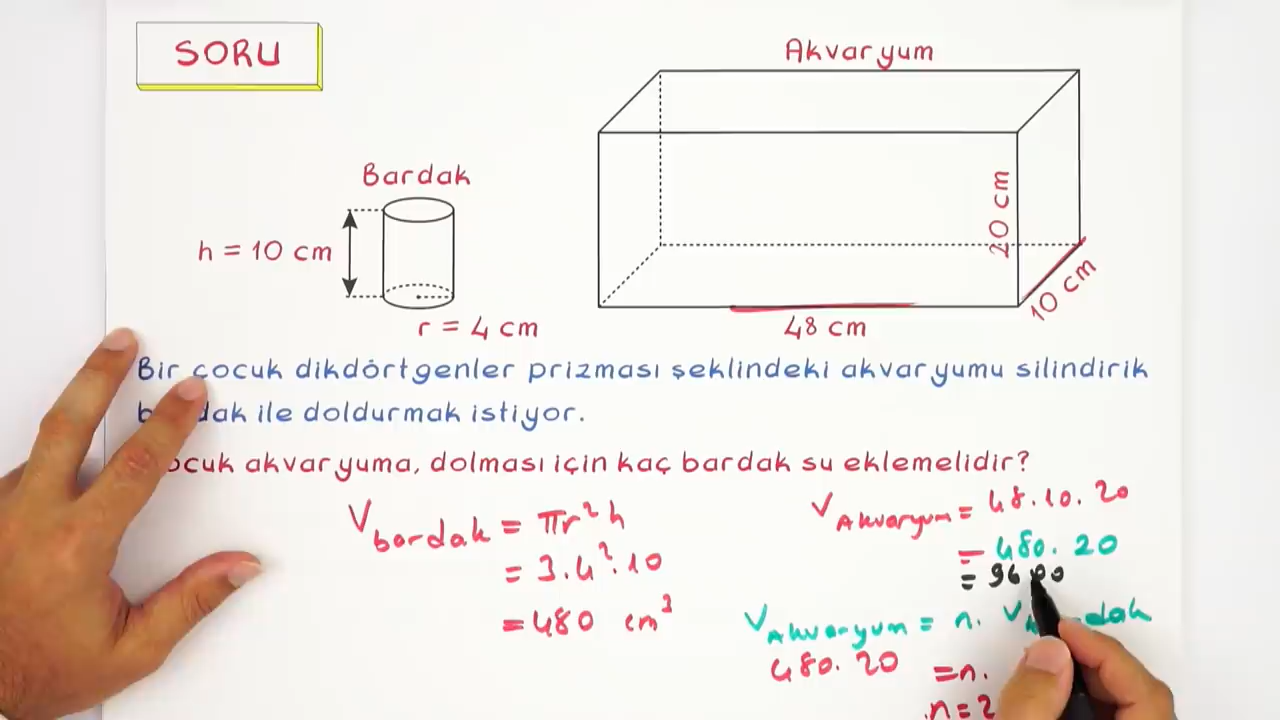 SORU
Akvaryum
Bardak
h = 10 cm
r = 4 cm
20 cm
10 cm
48 cm
Bir çocuk dikdörtgenler prizması şeklindeki akvaryumu silindirik
ile doldurmak istiyor.
akvaryuma, dolması için kaç bardak su eklemelidir?
V bardak = πr²h
= 3.4².10
= 480 cm³
V Akvaryum = 48.10.20
= 480.20
= 9600
V Akvaryum = n.
480.20 = n.
n = 2